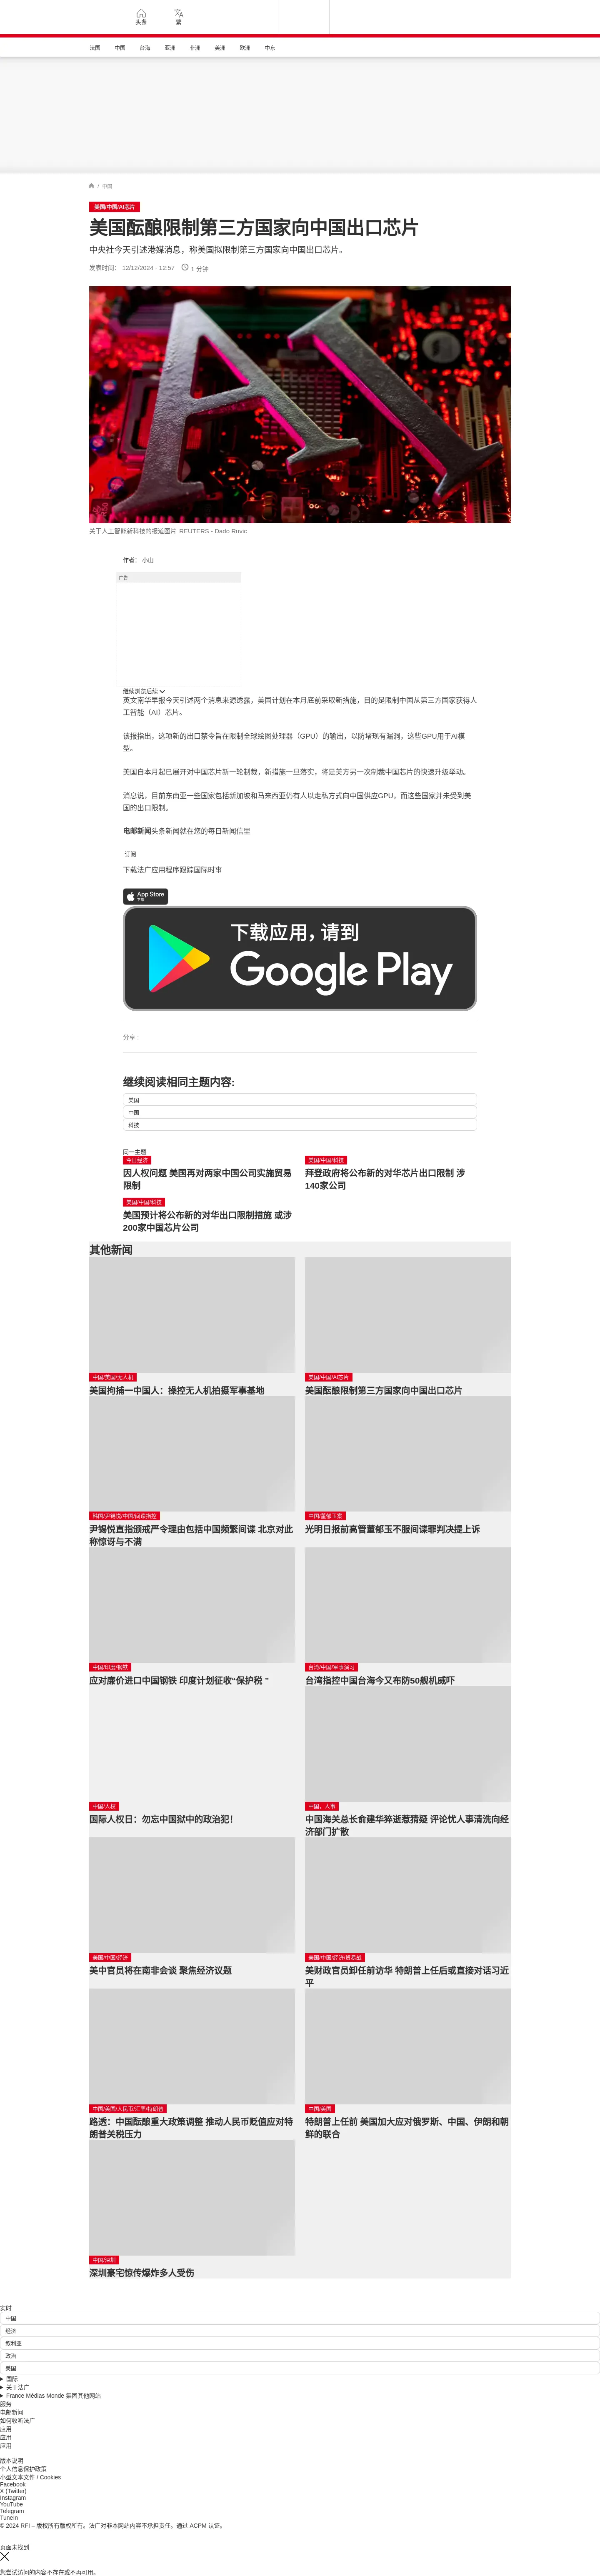 头条
繁
法国
中国
台海
亚洲
非洲
美洲
欧洲
中东
/ 中国
美国/中国/AI芯片
美国酝酿限制第三方国家向中国出口芯片
中央社今天引述港媒消息，称美国拟限制第三方国家向中国出口芯片。
发表时间： 12/12/2024 - 12:57
1 分钟
AI
关于人工智能新科技的报道图片 REUTERS - Dado Ruvic
作者： 小山
广告
继续浏览后续
英文南华早报今天引述两个消息来源透露，美国计划在本月底前采取新措施，目的是限制中国从第三方国家获得人
工智能（AI）芯片。
该报指出，这项新的出口禁令旨在限制全球绘图处理器（GPU）的输出，以防堵现有漏洞，这些GPU用于AI模
型。
美国自本月起已展开对中国芯片新一轮制裁，新措施一旦落实，将是美方另一次制裁中国芯片的快速升级举动。
消息说，目前东南亚一些国家包括新加坡和马来西亚仍有人以走私方式向中国供应GPU，而这些国家并未受到美
国的出口限制。
电邮新闻头条新闻就在您的每日新闻信里
订阅
下载法广应用程序跟踪国际时事
App Store
下载
下载应用，请到
Google Play
分享 :
继续阅读相同主题内容:
美国
中国
科技
同一主题
今日经济
因人权问题 美国再对两家中国公司实施贸易
限制
美国/中国/科技
拜登政府将公布新的对华芯片出口限制 涉
140家公司
美国/中国/科技
美国预计将公布新的对华出口限制措施 或涉
200家中国芯片公司
其他新闻
中国/美国/无人机
美国拘捕一中国人：操控无人机拍摄军事基地
美国/中国/AI芯片
美国酝酿限制第三方国家向中国出口芯片
韩国/尹锡悦/中国/间谍指控
尹锡悦直指颁戒严令理由包括中国频繁间谍 北京对此
称惊讶与不满
中国/董郁玉案
光明日报前高管董郁玉不服间谍罪判决提上诉
中国/印度/钢铁
应对廉价进口中国钢铁 印度计划征收“保护税 ”
台湾/中国/军事演习
台湾指控中国台海今又布防50舰机威吓
中国/人权
国际人权日：勿忘中国狱中的政治犯！
中国，人事
中国海关总长俞建华猝逝惹猜疑 评论忧人事清洗向经
济部门扩散
美国/中国/经济
美中官员将在南非会谈 聚焦经济议题
美国/中国/经济/贸易战
美财政官员卸任前访华 特朗普上任后或直接对话习近
平
中国/美国/人民币/汇率/特朗普
路透：中国酝酿重大政策调整 推动人民币贬值应对特
朗普关税压力
中国/美国
特朗普上任前 美国加大应对俄罗斯、中国、伊朗和朝
鲜的联合
中国/深圳
深圳豪宅惊传爆炸多人受伤
实时
中国
经济
叙利亚
政治
美国
国际
关于法广
France Médias Monde 集团其他网站
服务
电邮新闻
如何收听法广
应用
应用
应用
版本说明
个人信息保护政策
小型文本文件 / Cookies
Facebook
X (Twitter)
Instagram
YouTube
Telegram
Tunein
© 2024 RFI – 版权所有版权所有。法广对非本网站内容不承担责任。通过 ACPM 认证。
页面未找到
您尝试访问的内容不存在或不再可用。